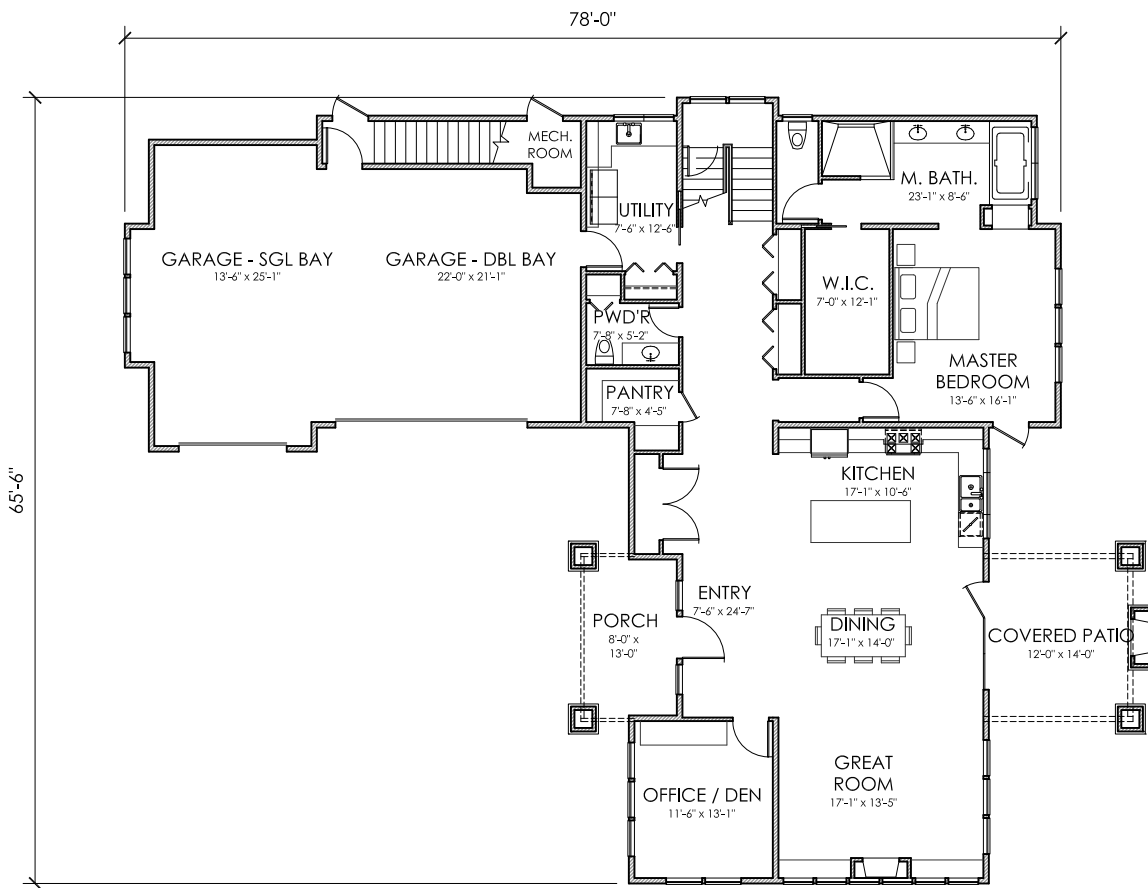 78'-0"
65'-6"
MECH.
ROOM
UTILITY
7'-6" x 12'-6"
M. BATH.
23'-1" x 8'-6"
GARAGE - SGL BAY
13'-6" x 25'-1"
GARAGE - DBL BAY
22'-0" x 21'-1"
W.I.C.
7'-0" x 12'-1"
PWD'R
7'-8" x 5'-2"
MASTER
BEDROOM
13'-6" x 16'-1"
PANTRY
7'-8" x 4'-5"
KITCHEN
17'-1" x 10'-6"
ENTRY
7'-6" x 24'-7"
PORCH
8'-0" x
13'-0"
DINING
17'-1" x 14'-0"
COVERED PATIO
12'-0" x 14'-0"
GREAT
ROOM
17'-1" x 13'-5"
OFFICE / DEN
11'-6" x 13'-1"